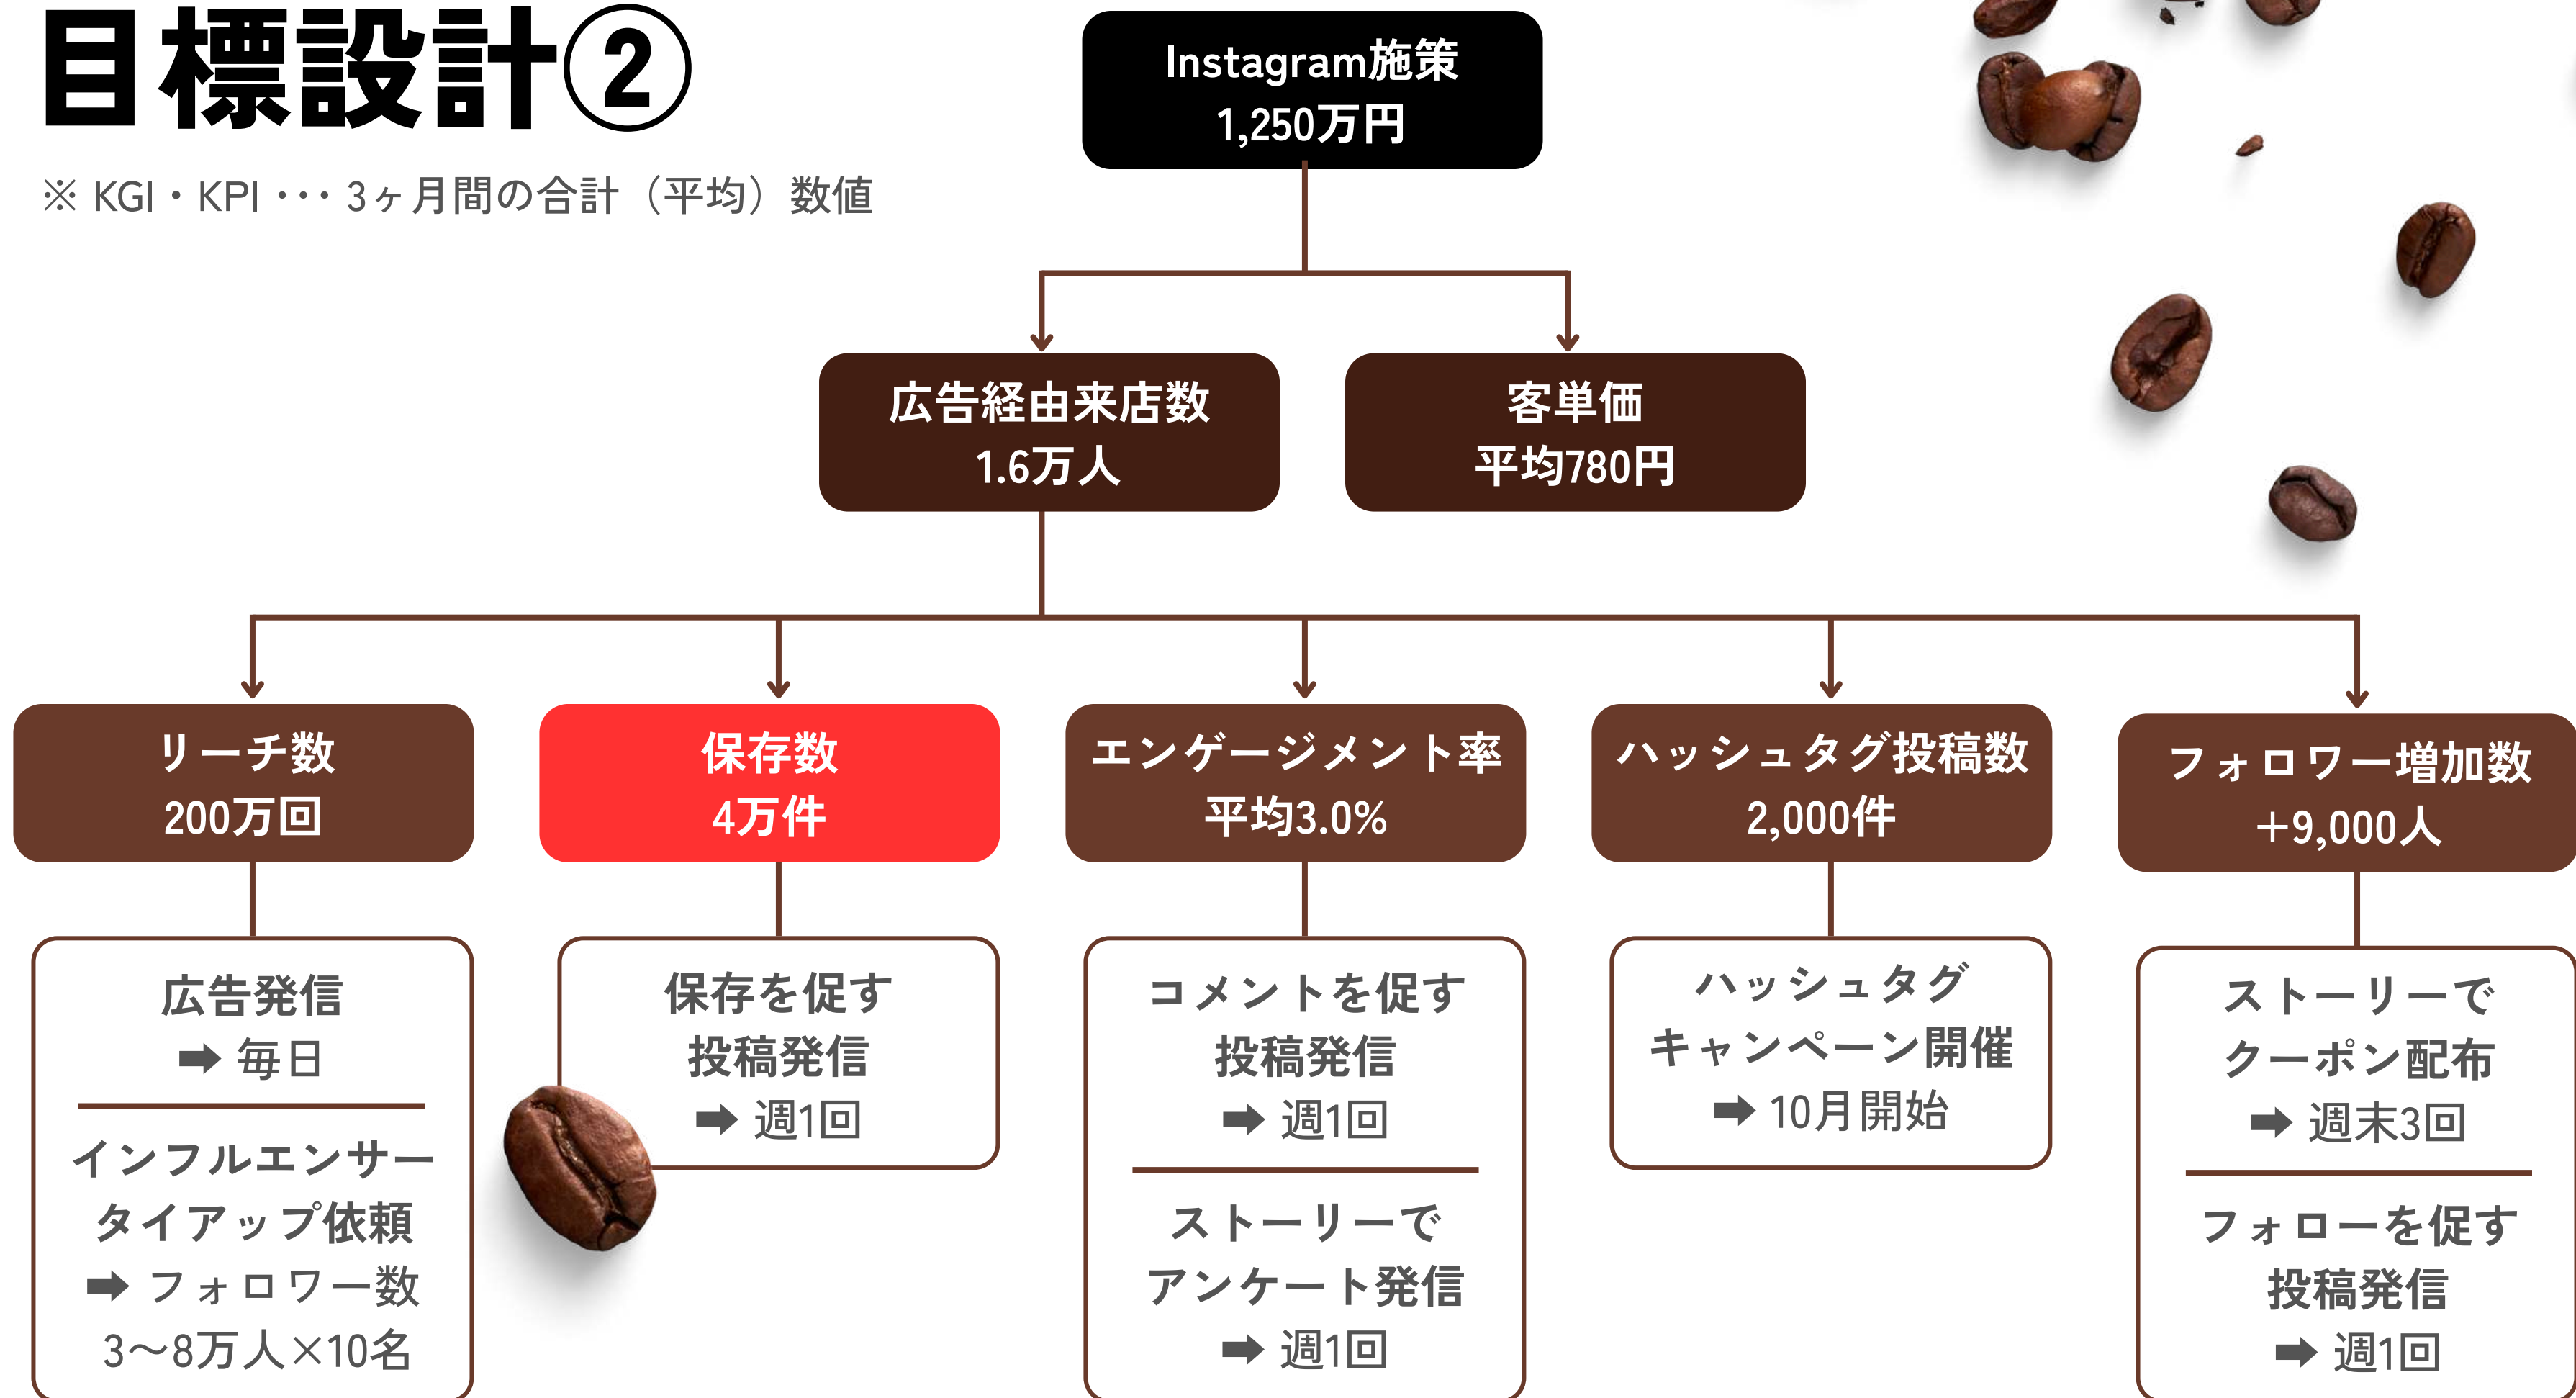 目標設計②
※ KGI・KPI ･･･ 3ヶ月間の合計（平均）数値
Instagram施策
1,250万円
広告経由来店数
1.6万人
客単価
平均780円
リーチ数
200万回
保存数
4万件
エンゲージメント率
平均3.0%
ハッシュタグ投稿数
2,000件
フォロワー増加数
+9,000人
広告発信
➡ 毎日
インフルエンサー
タイアップ依頼
➡ フォロワー数
3〜8万人×10名
保存を促す
投稿発信
➡ 週1回
コメントを促す
投稿発信
➡ 週1回
ストーリーで
アンケート発信
➡ 週1回
ハッシュタグ
キャンペーン開催
➡ 10月開始
ストーリーで
クーポン配布
➡ 週末3回
フォローを促す
投稿発信
➡ 週1回